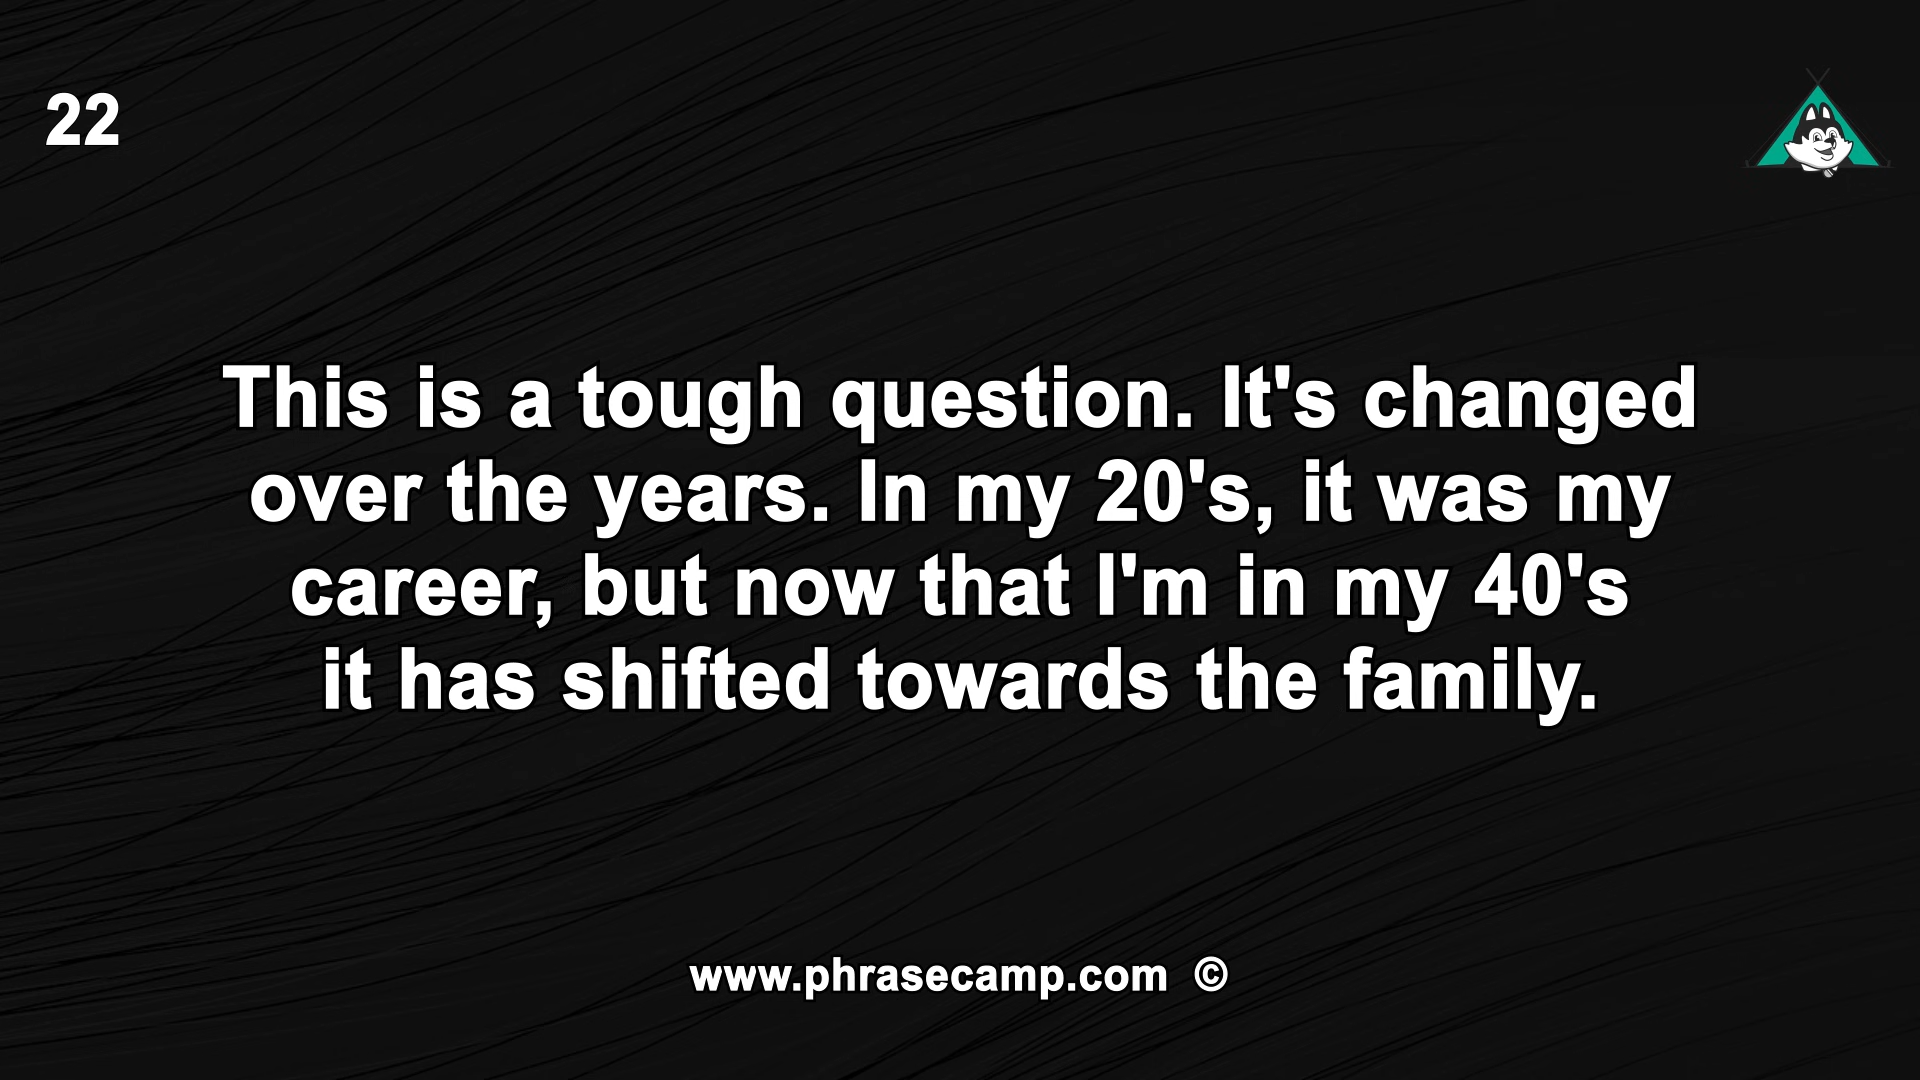 22
This is a tough question. It's changed
over the years. In my 20's, it was my
career, but now that I'm in my 40's
it has shifted towards the family.
www.phrasecamp.com ©